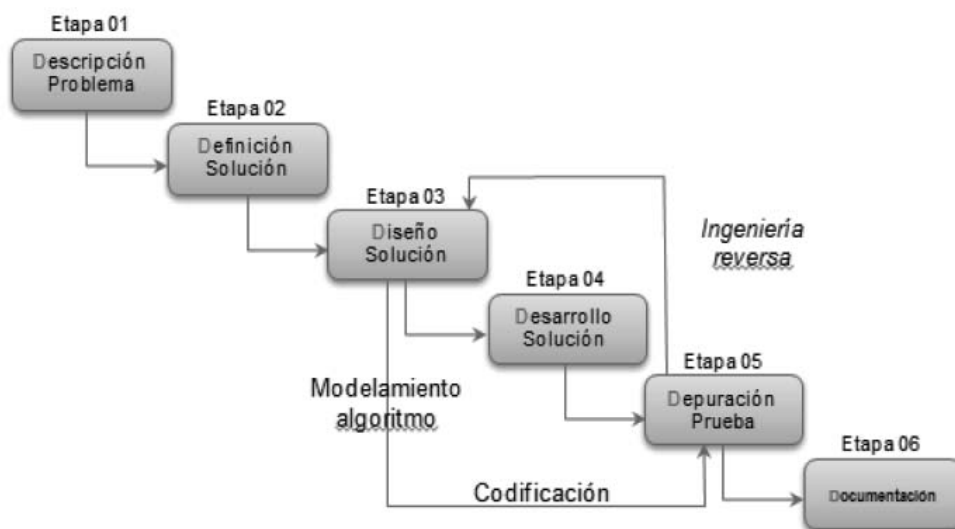 Etapa 01
Descripción
Problema
Etapa 02
Definición
Solución
Etapa 03
Diseño
Solución
Ingeniería
reversa
Etapa 04
Desarrollo
Solución
Etapa 05
Depuración
Prueba
Modelamiento
algoritmo
Etapa 06
Documentación
Codificación